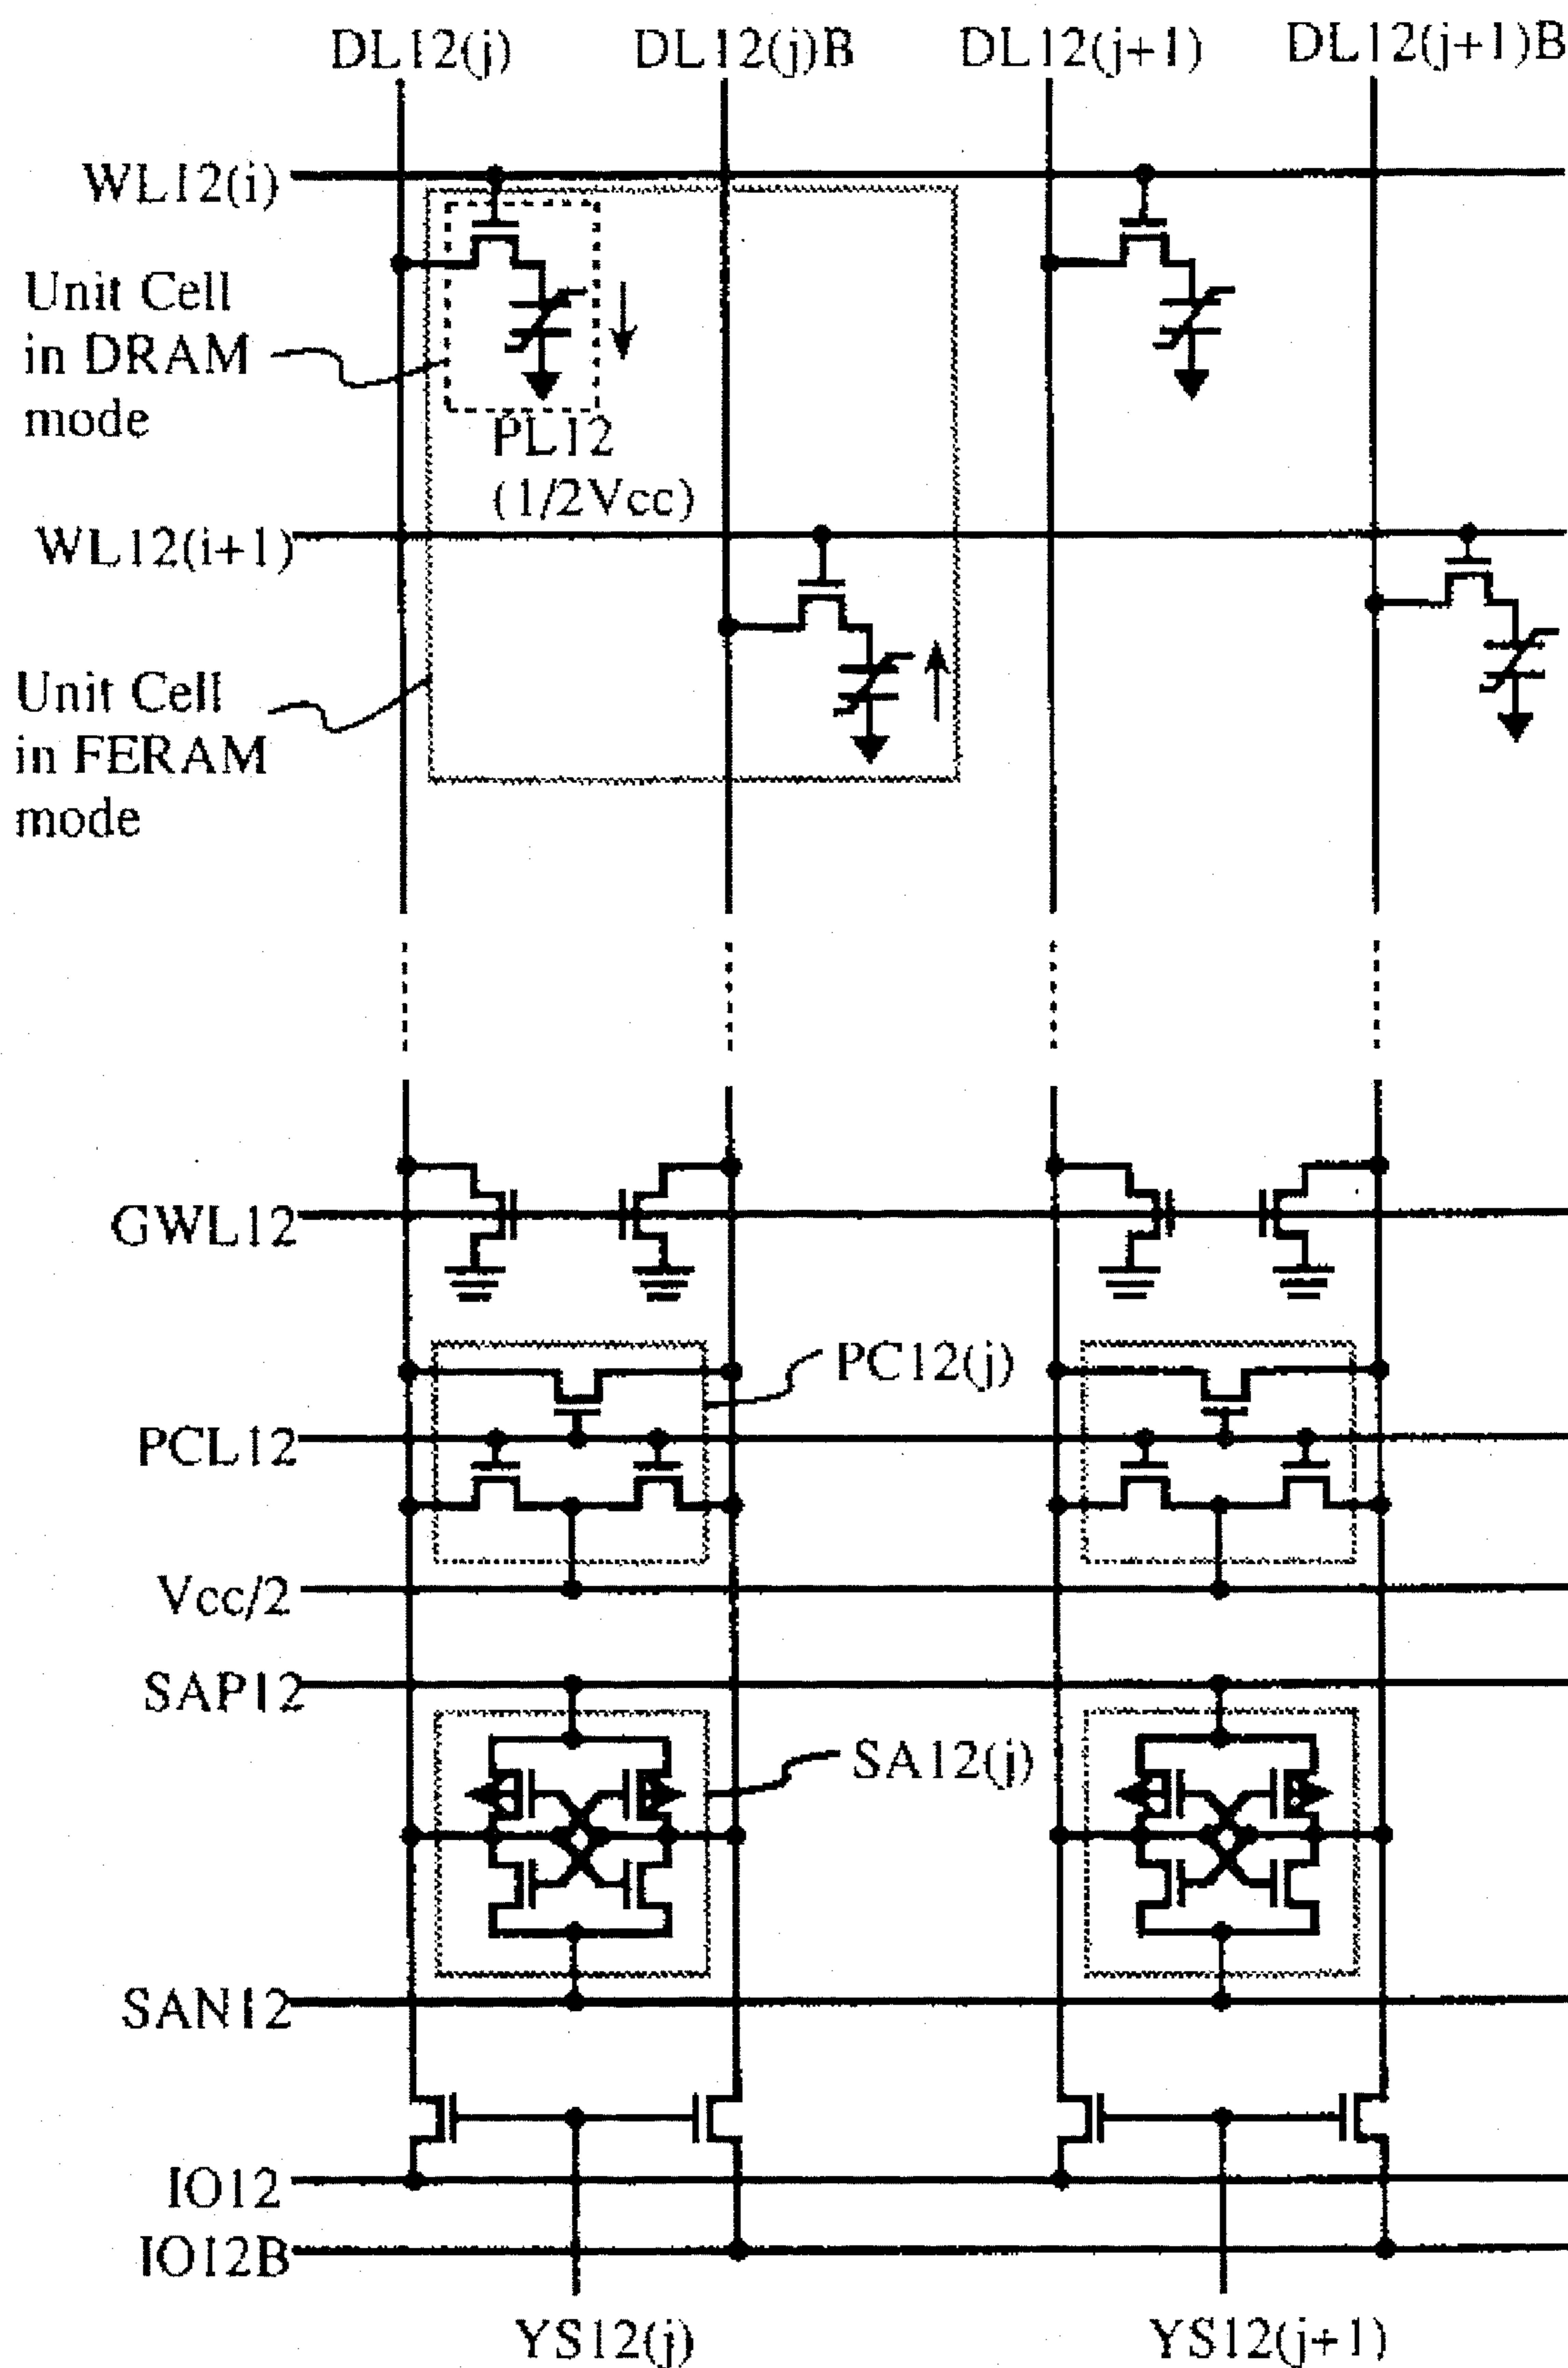 DL12(j) DL12(j)B DL12(j+1) DL12(j+1)B
WL12(i)
Unit Cell
in DRAM
mode
PL12
(1/2Vcc)
WL12(i+1)
Unit Cell
in FERAM
mode
GWL12
PC12(j)
PCL12
Vcc/2
SAP12
SA12(j)
SAN12
IO12
IO12B
YS12(j) YS12(j+1)